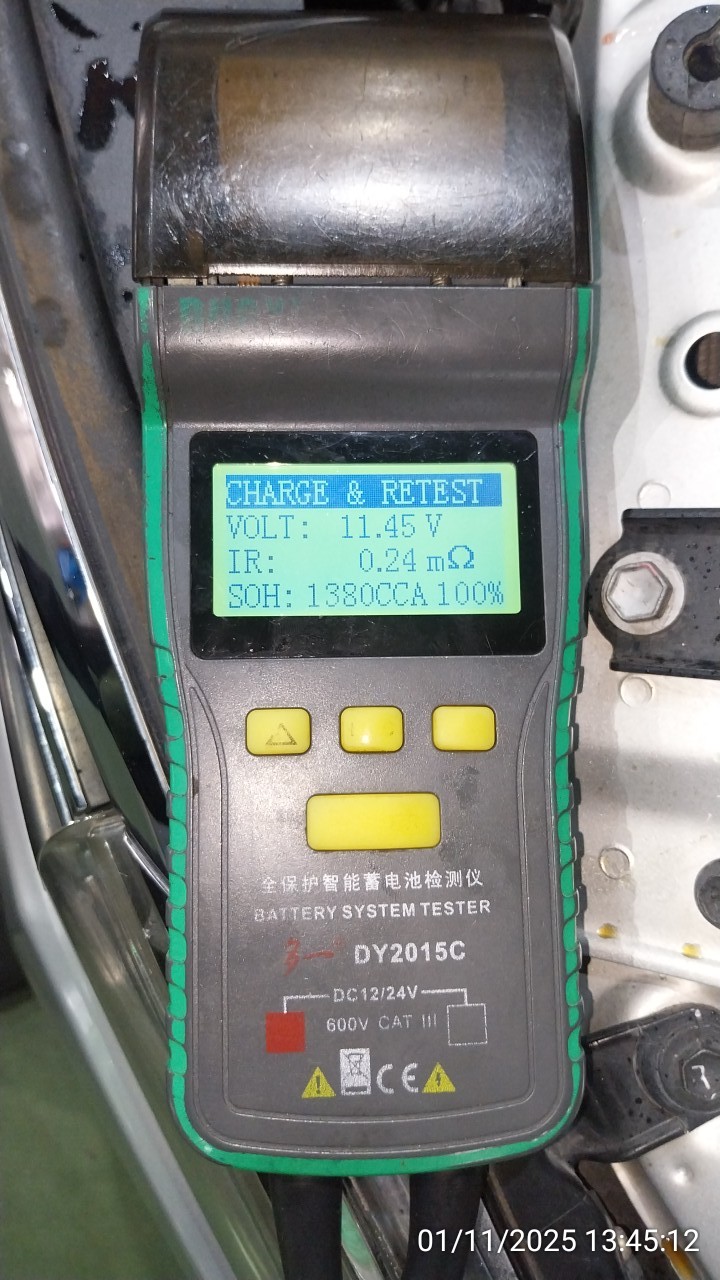 CHARGE & RETEST
VOLT: 11.45 V
IR: 0.24 mΩ
SOH: 1380CCA 100%
全保护智能蓄电池检测仪
BATTERY SYSTEM TESTER
DY2015C
DC12/24V
600V CAT III
CE
01/11/2025 13:45:12